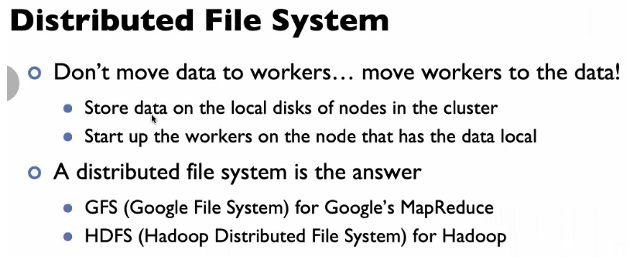 Distributed File System
Don't move data to workers... move workers to the data!
Store data on the local disks of nodes in the cluster
Start up the workers on the node that has the data local
A distributed file system is the answer
GFS (Google File System) for Google's MapReduce
HDFS (Hadoop Distributed File System) for Hadoop